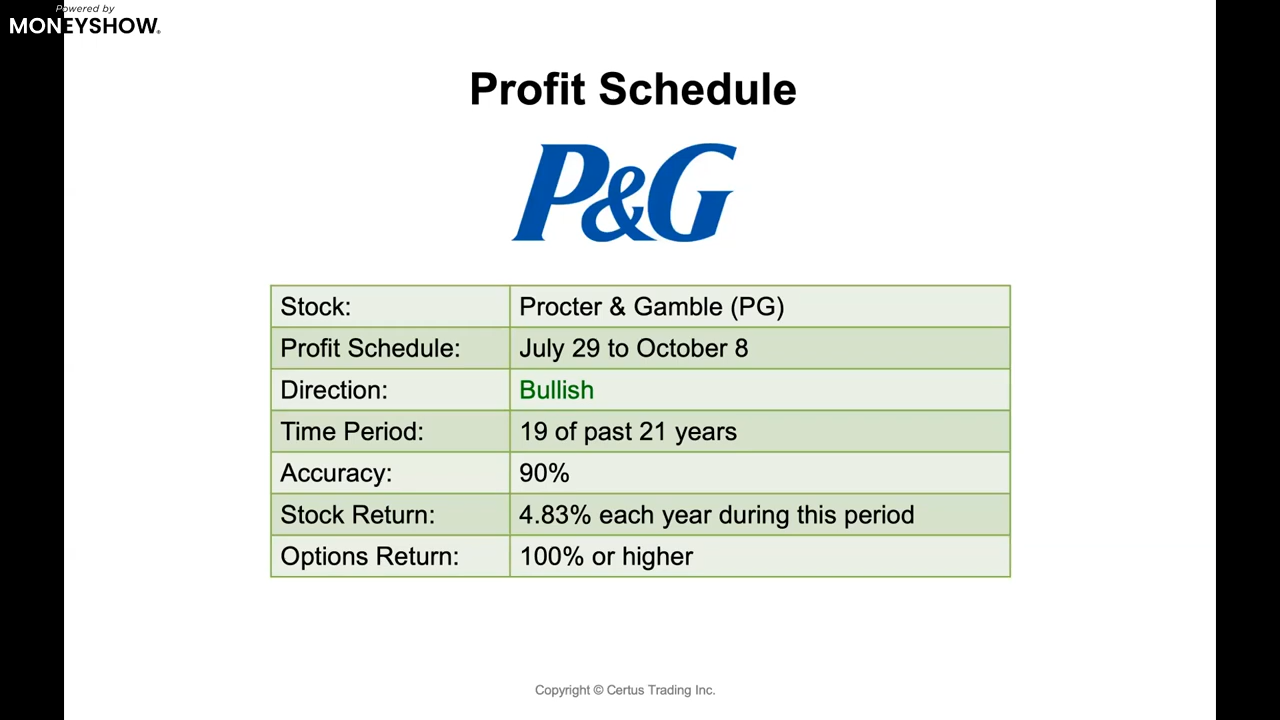 Powered by
MONEYSHOW®
Profit Schedule
P&G
Stock: Procter & Gamble (PG)
Profit Schedule: July 29 to October 8
Direction: Bullish
Time Period: 19 of past 21 years
Accuracy: 90%
Stock Return: 4.83% each year during this period
Options Return: 100% or higher
Copyright © Certus Trading Inc.